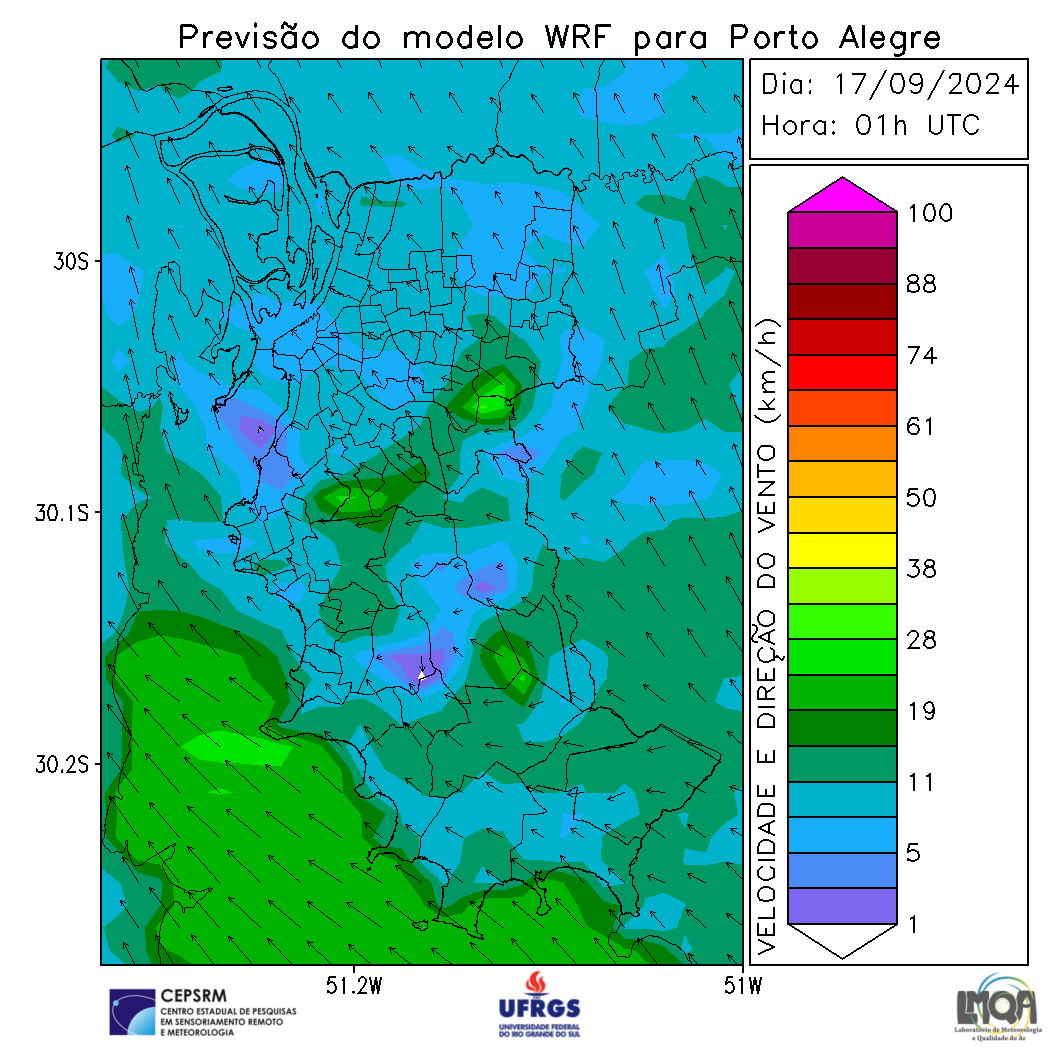 Previsão do modelo WRF para Porto Alegre
Dia: 17/09/2024
Hora: 01h UTC
30S
30.1S
30.2S
51.2W
51W
VELOCIDADE E DIREÇÃO DO VENTO (km/h)
100
88
74
61
50
38
28
19
11
5
1
CEPSRM
CENTRO ESTADUAL DE PESQUISAS
EM SENSORIAMENTO REMOTO
E METEOROLOGIA
UFRGS
UNIVERSIDADE FEDERAL
DO RIO GRANDE DO SUL
LMQA
Laboratório de Meteorologia
e Qualidade do Ar